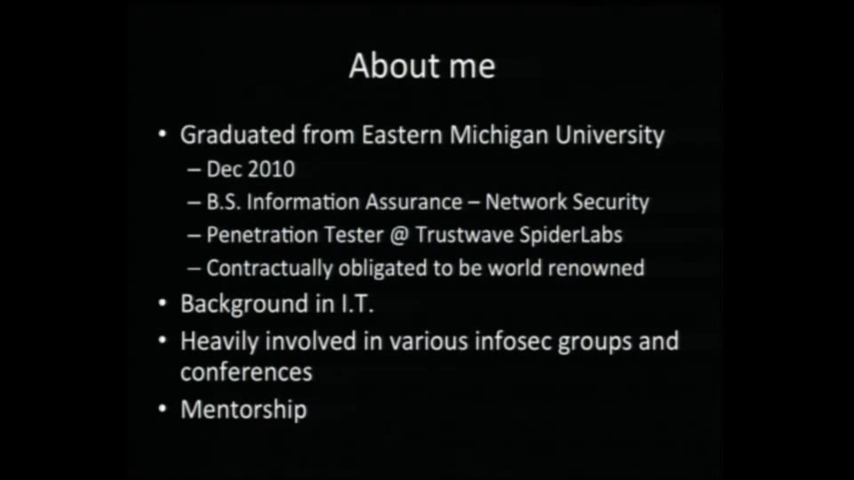 About me
• Graduated from Eastern Michigan University
– Dec 2010
– B.S. Information Assurance – Network Security
– Penetration Tester @ Trustwave SpiderLabs
– Contractually obligated to be world renowned
• Background in I.T.
• Heavily involved in various infosec groups and
conferences
• Mentorship